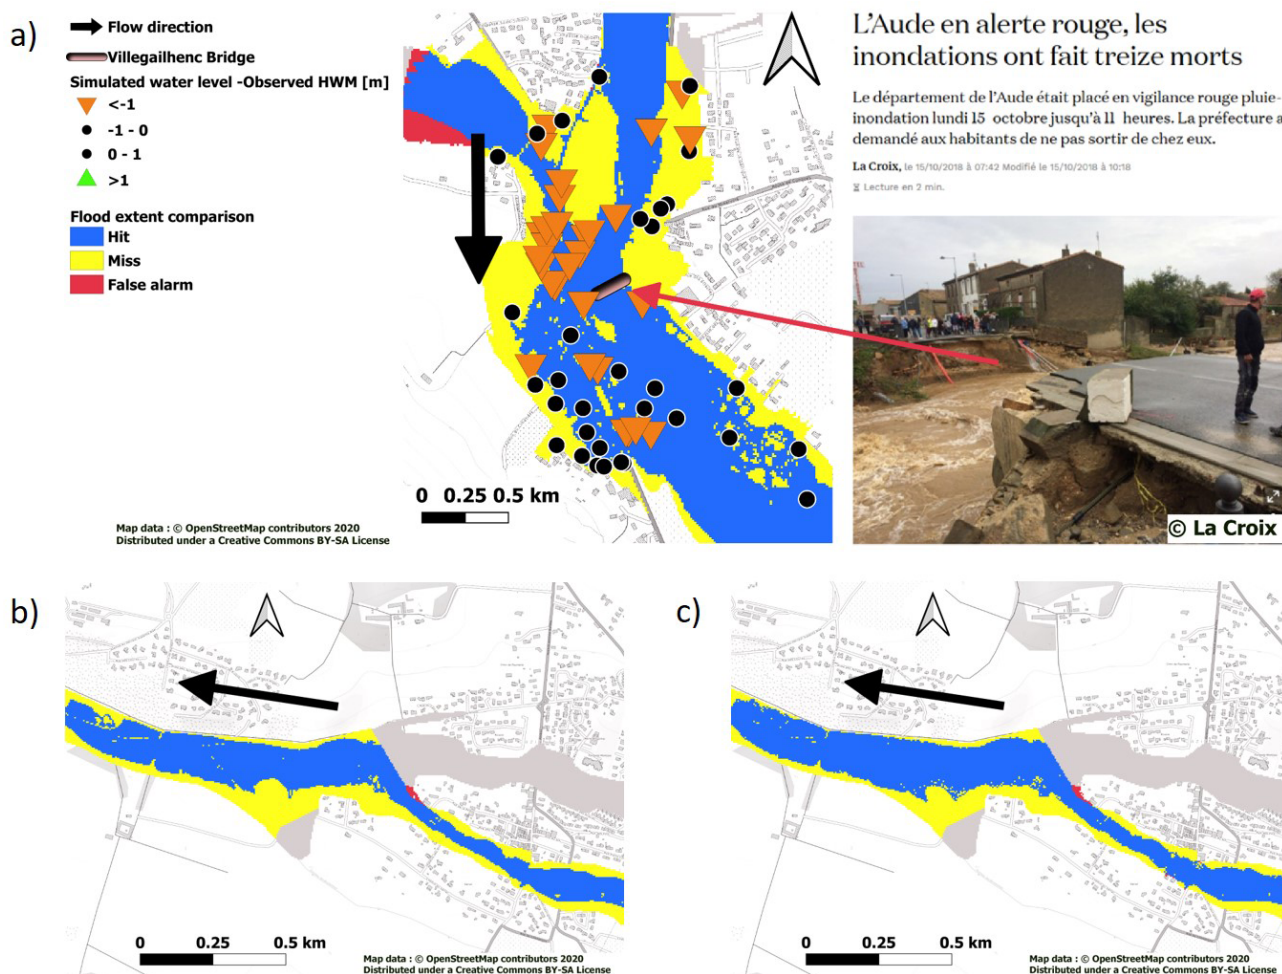 a)
Flow direction
Villegailhenc Bridge
Simulated water level -Observed HWM [m]
<-1
-1 - 0
0 - 1
>1
Flood extent comparison
Hit
Miss
False alarm
Map data : © OpenStreetMap contributors 2020
Distributed under a Creative Commons BY-SA License
0 0.25 0.5 km
L’Aude en alerte rouge, les
inondations ont fait treize morts
Le département de l’Aude était placé en vigilance rouge pluie-
inondation lundi 15 octobre jusqu’à 11 heures. La préfecture a
demandé aux habitants de ne pas sortir de chez eux.
La Croix, le 15/10/2018 à 07:42 Modifié le 15/10/2018 à 10:18
Lecture en 2 min.
© La Croix
b)
0 0.25 0.5 km
Map data : © OpenStreetMap contributors 2020
Distributed under a Creative Commons BY-SA License
c)
0 0.25 0.5 km
Map data : © OpenStreetMap contributors 2020
Distributed under a Creative Commons BY-SA License